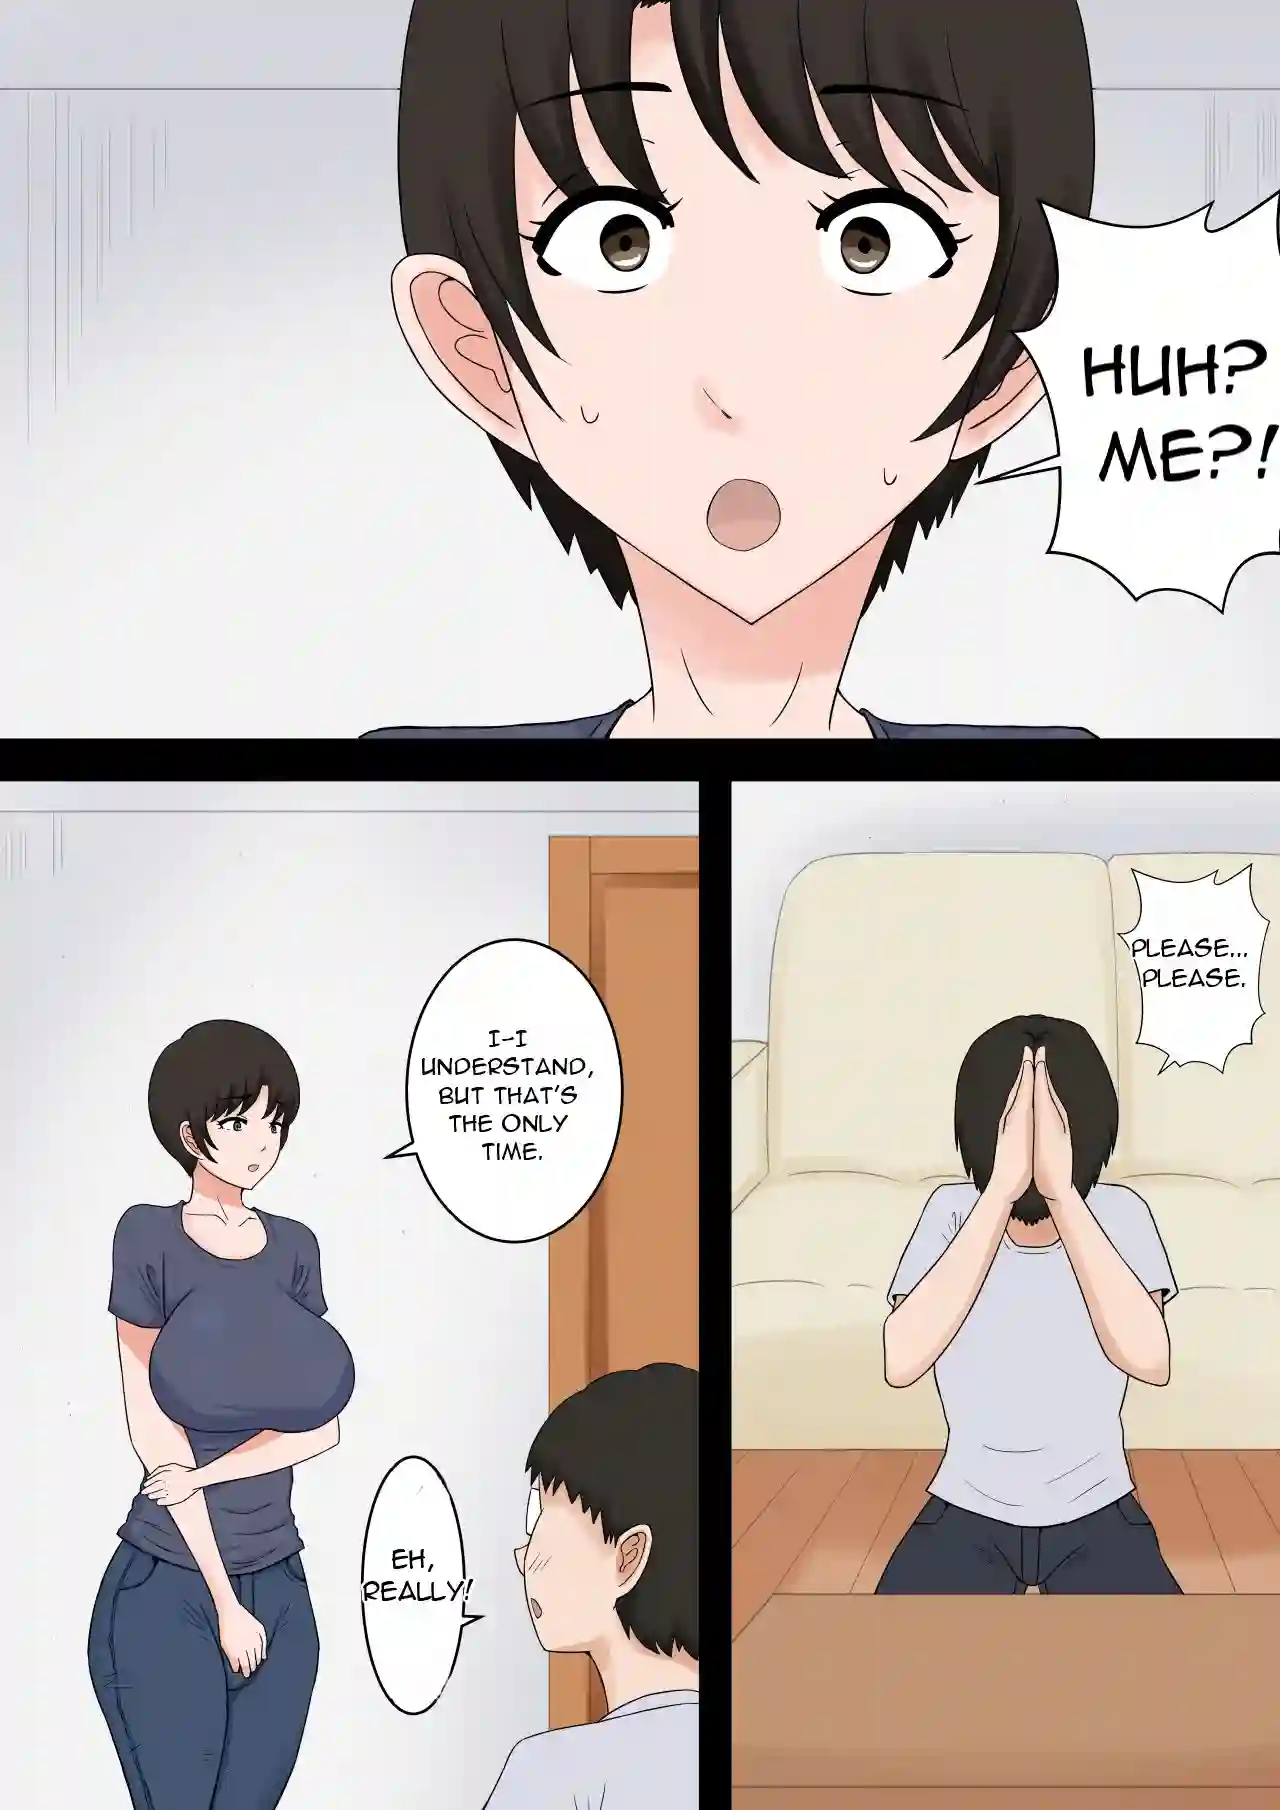 HUH?
ME?!
PLEASE...
PLEASE.
I-I
UNDERSTAND,
BUT THAT'S
THE ONLY
TIME.
EH,
REALLY!